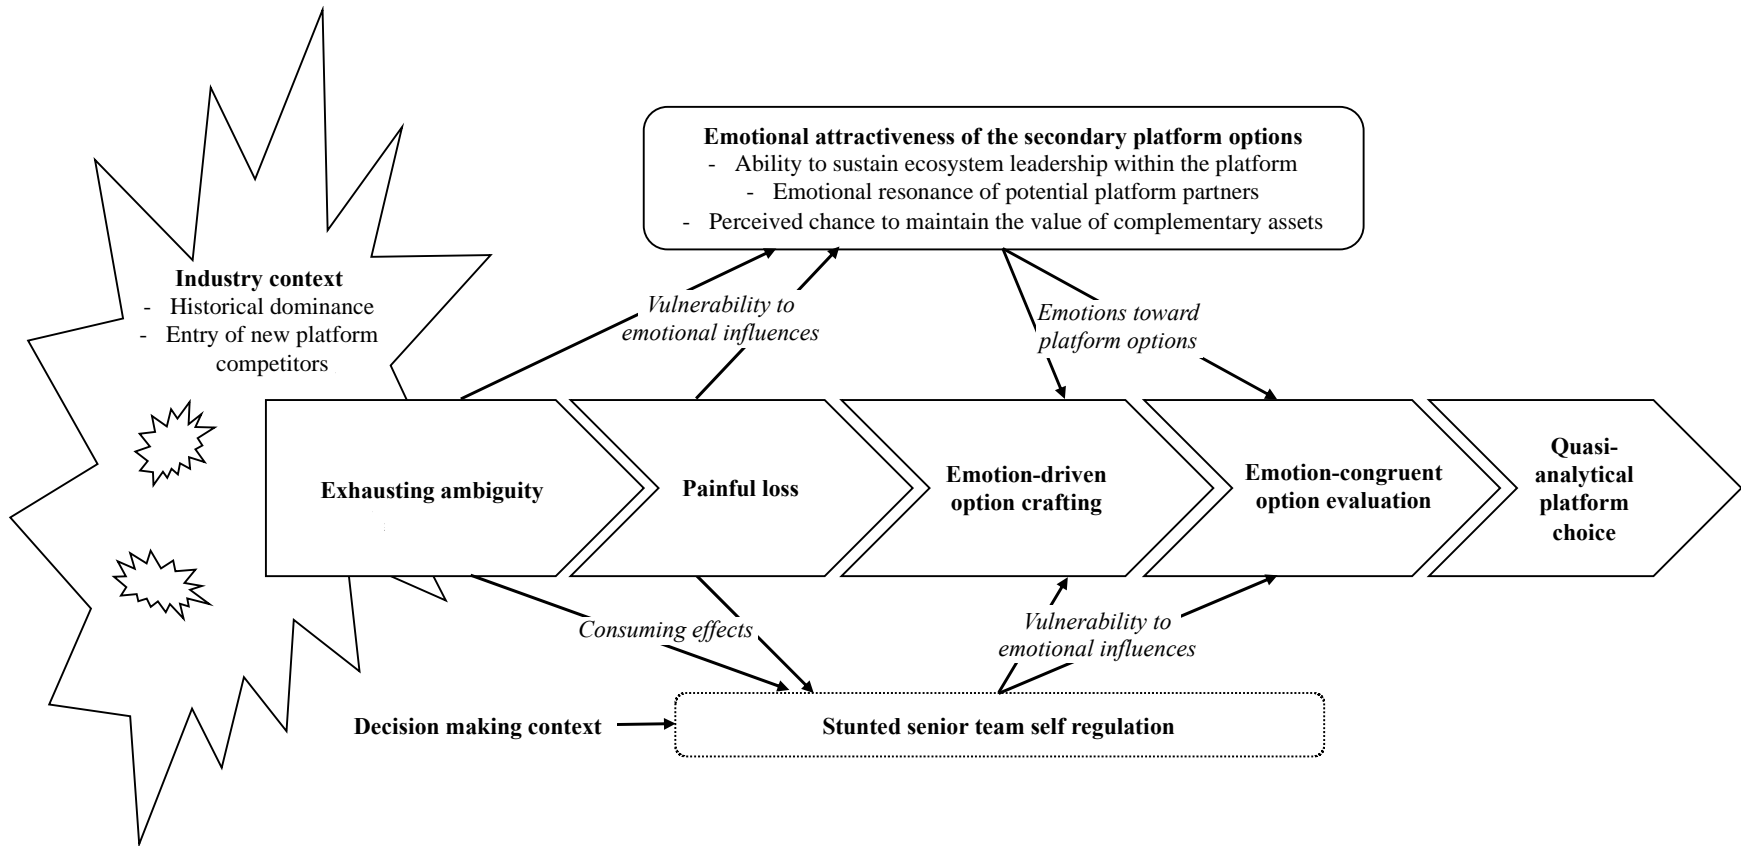 Emotional attractiveness of the secondary platform options
- Ability to sustain ecosystem leadership within the platform
- Emotional resonance of potential platform partners
- Perceived chance to maintain the value of complementary assets
Industry context
- Historical dominance
- Entry of new platform
competitors
Vulnerability to
emotional influences
Emotions toward
platform options
Exhausting ambiguity
Painful loss
Emotion-driven
option crafting
Emotion-congruent
option evaluation
Quasi-
analytical
platform
choice
Consuming effects
Vulnerability to
emotional influences
Decision making context
Stunted senior team self regulation